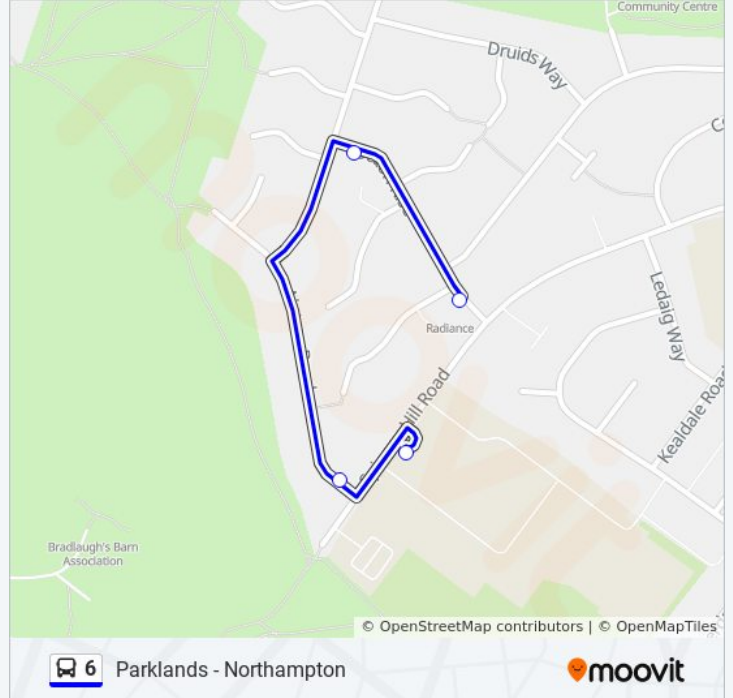 Community Centre
Druids Way
Radiance
Ledaig Way
Hill Road
Kealdale Road
Bradlaugh's Barn
Association
© OpenStreetMap contributors | © OpenMapTiles
6 Parklands - Northampton
moovit
moovit